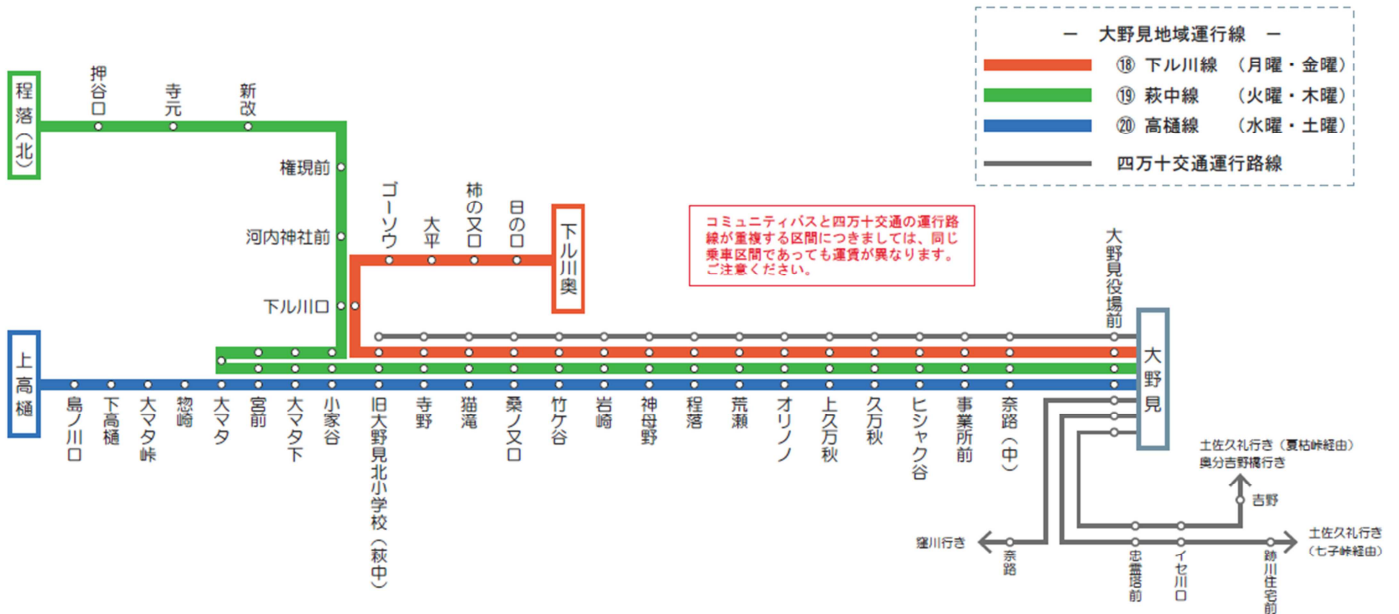 ― 大野見地域運行線 ―
⑱ 下ル川線 (月曜・金曜)
⑲ 萩中線 (火曜・木曜)
⑳ 高樋線 (水曜・土曜)
四万十交通運行路線
程落(北)
押谷口
寺元
新改
権現前
河内神社前
下ル川口
ゴーソウ
大平
柿の又口
日の口
下ル川奥
コミュニティバスと四万十交通の運行路
線が重複する区間につきましては、同じ
乗車区間であっても運賃が異なります。
ご注意ください。
大野見役場前
大野見
上高樋
島ノ川口
下高樋
大マタ峠
惣崎
大マタ
宮前
大マタ下
小家谷
旧大野見北小学校(萩中)
寺野
猫滝
桑ノ又口
竹ケ谷
岩崎
神母野
程落
荒瀬
オリノノ
上久万秋
久万秋
ヒシャク谷
事業所前
奈路(中)
土佐久礼行き(夏枯峠経由)
奥分吉野橋行き
吉野
窪川行き
奈路
忠霊塔前
イセ川口
跡川住宅前
土佐久礼行き
(七子峠経由)